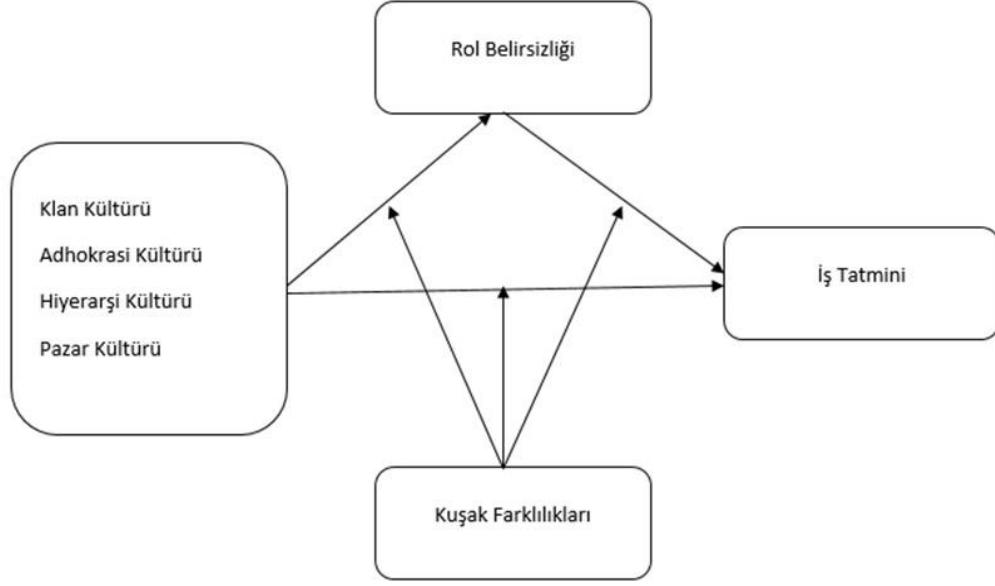 Rol Belirsizliği
Klan Kültürü
Adhokrasi Kültürü
Hiyerarşi Kültürü
Pazar Kültürü
İş Tatmini
Kuşak Farklılıkları